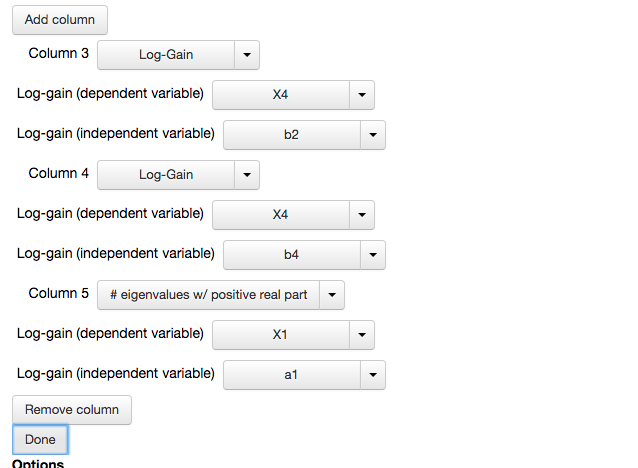 Add column
Column 3 Log-Gain
Log-gain (dependent variable) X4
Log-gain (independent variable) b2
Column 4 Log-Gain
Log-gain (dependent variable) X4
Log-gain (independent variable) b4
Column 5 # eigenvalues w/ positive real part
Log-gain (dependent variable) X1
Log-gain (independent variable) a1
Remove column
Done
Options